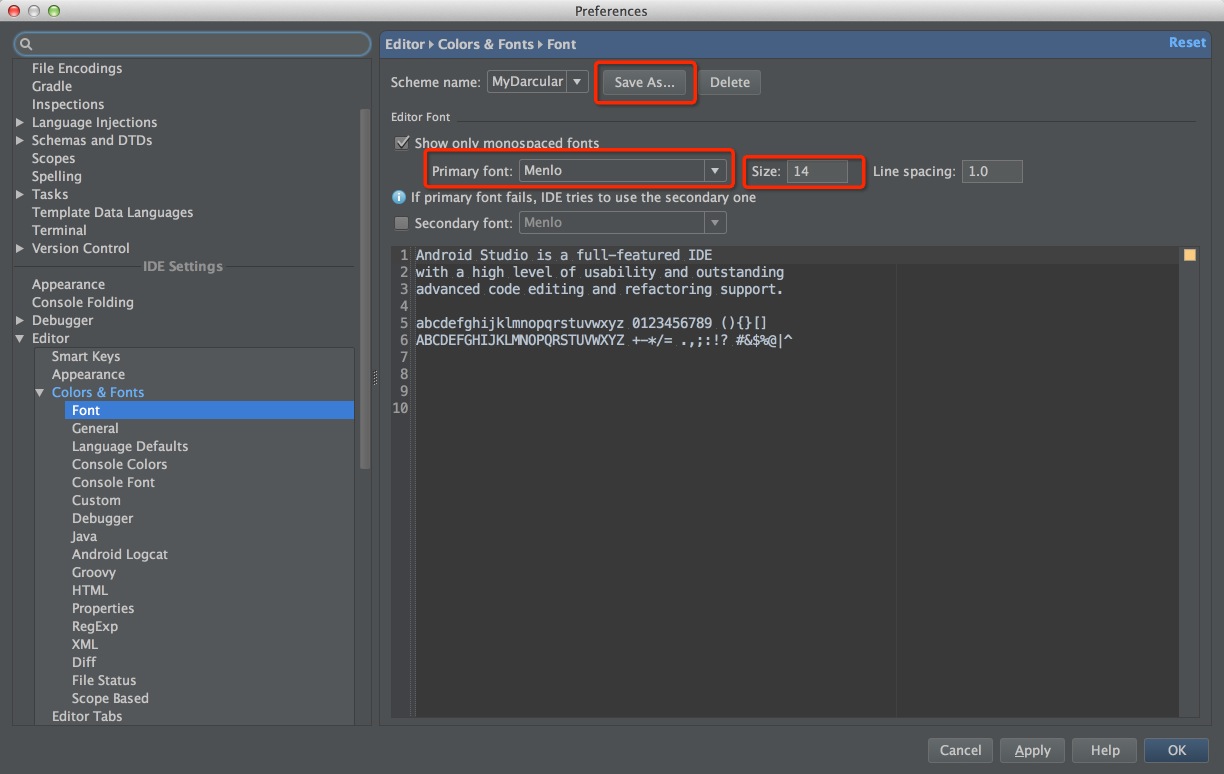 Preferences
File Encodings
Gradle
Inspections
Language Injections
Schemas and DTDs
Scopes
Spelling
Tasks
Template Data Languages
Terminal
Version Control
IDE Settings
Appearance
Console Folding
Debugger
Editor
Smart Keys
Appearance
Colors & Fonts
Font
General
Language Defaults
Console Colors
Console Font
Custom
Debugger
Java
Android Logcat
Groovy
HTML
Properties
RegExp
XML
Diff
File Status
Scope Based
Editor Tabs
Editor ▸ Colors & Fonts ▸ Font Reset
Scheme name: MyDarcular Save As... Delete
Editor Font
Show only monospaced fonts
Primary font: Menlo Size: 14 Line spacing: 1.0
If primary font fails, IDE tries to use the secondary one
Secondary font: Menlo
1 Android Studio is a full-featured IDE
2 with a high level of usability and outstanding
3 advanced code editing and refactoring support.
4
5 abcdefghijklmnopqrstuvwxyz 0123456789 (){}[]
6 ABCDEFGHIJKLMNOPQRSTUVWXYZ +-*/= .,;:!? #&$%@|^
7
8
9
10
Cancel Apply Help OK